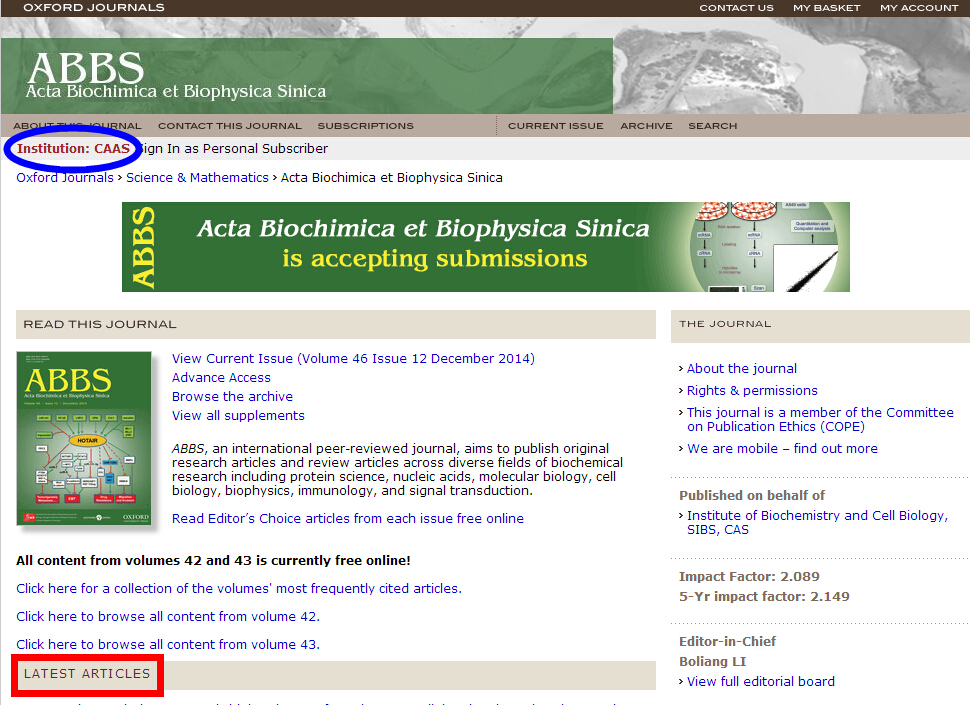 OXFORD JOURNALS
CONTACT US MY BASKET MY ACCOUNT
ABBS
Acta Biochimica et Biophysica Sinica
ABOUT THIS JOURNAL CONTACT THIS JOURNAL SUBSCRIPTIONS CURRENT ISSUE ARCHIVE SEARCH
Institution: CAAS Sign In as Personal Subscriber
Oxford Journals › Science & Mathematics › Acta Biochimica et Biophysica Sinica
ABBS
Acta Biochimica et Biophysica Sinica
is accepting submissions
READ THIS JOURNAL
ABBS
Acta Biochimica et Biophysica Sinica
HOTAIR
OXFORD
View Current Issue (Volume 46 Issue 12 December 2014)
Advance Access
Browse the archive
View all supplements
ABBS, an international peer-reviewed journal, aims to publish original
research articles and review articles across diverse fields of biochemical
research including protein science, nucleic acids, molecular biology, cell
biology, biophysics, immunology, and signal transduction.
Read Editor´s Choice articles from each issue free online
All content from volumes 42 and 43 is currently free online!
Click here for a collection of the volumes' most frequently cited articles.
Click here to browse all content from volume 42.
Click here to browse all content from volume 43.
LATEST ARTICLES
THE JOURNAL
› About the journal
› Rights & permissions
› This journal is a member of the Committee
on Publication Ethics (COPE)
› We are mobile – find out more
Published on behalf of
› Institute of Biochemistry and Cell Biology,
SIBS, CAS
Impact Factor: 2.089
5-Yr impact factor: 2.149
Editor-in-Chief
Boliang LI
› View full editorial board